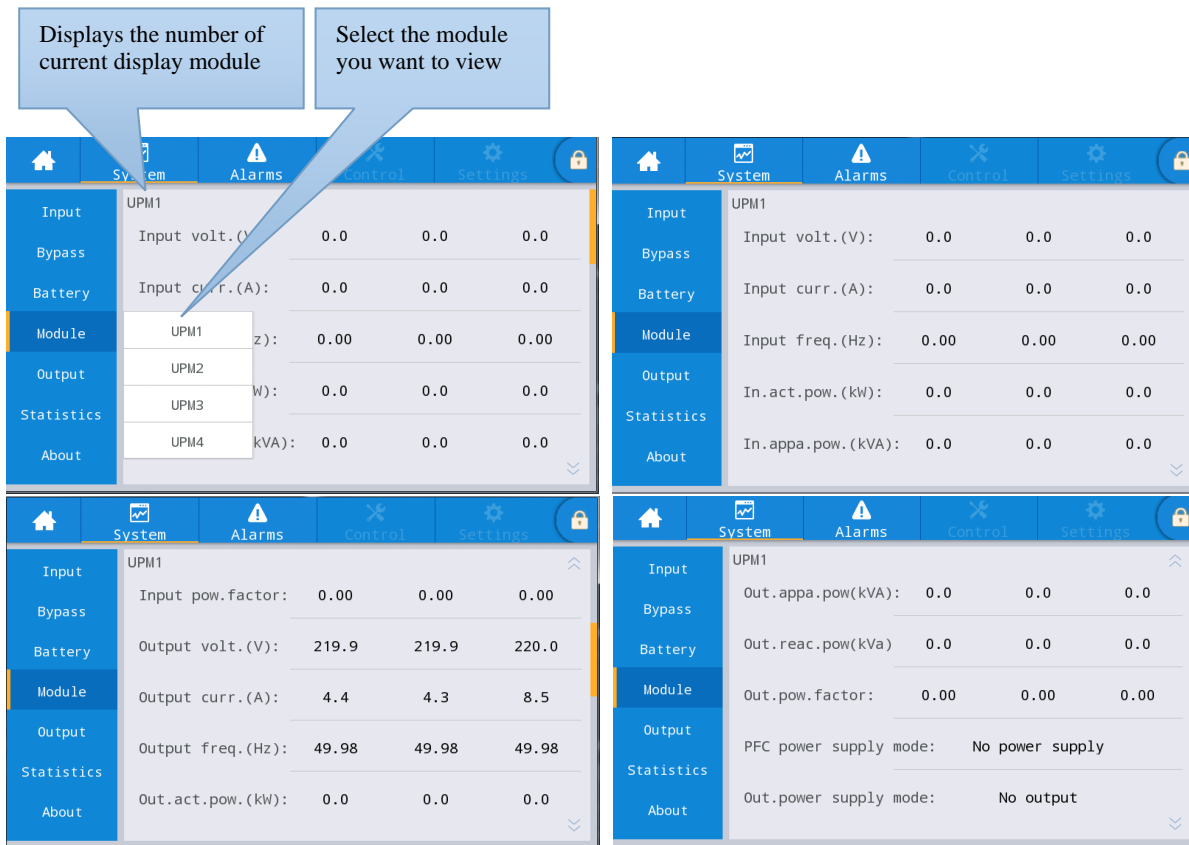 Displays the number of
current display module
Select the module
you want to view
System
Alarms
Control
Settings
Input
Bypass
Battery
Module
Output
Statistics
About
UPM1
Input volt.(V
0.0 0.0 0.0
Input curr.(A): 0.0 0.0 0.0
z): 0.00 0.00 0.00
W): 0.0 0.0 0.0
kVA): 0.0 0.0 0.0
UPM1
UPM2
UPM3
UPM4
System
Alarms
Control
Settings
Input
Bypass
Battery
Module
Output
Statistics
About
UPM1
Input volt.(V): 0.0 0.0 0.0
Input curr.(A): 0.0 0.0 0.0
Input freq.(Hz): 0.00 0.00 0.00
In.act.pow.(kW): 0.0 0.0 0.0
In.appa.pow.(kVA): 0.0 0.0 0.0
System
Alarms
Control
Settings
Input
Bypass
Battery
Module
Output
Statistics
About
UPM1
Input pow.factor: 0.00 0.00 0.00
Output volt.(V): 219.9 219.9 220.0
Output curr.(A): 4.4 4.3 8.5
Output freq.(Hz): 49.98 49.98 49.98
Out.act.pow.(kW): 0.0 0.0 0.0
System
Alarms
Control
Settings
Input
Bypass
Battery
Module
Output
Statistics
About
UPM1
Out.appa.pow(kVA): 0.0 0.0 0.0
Out.reac.pow(kVa) 0.0 0.0 0.0
Out.pow.factor: 0.00 0.00 0.00
PFC power supply mode: No power supply
Out.power supply mode: No output